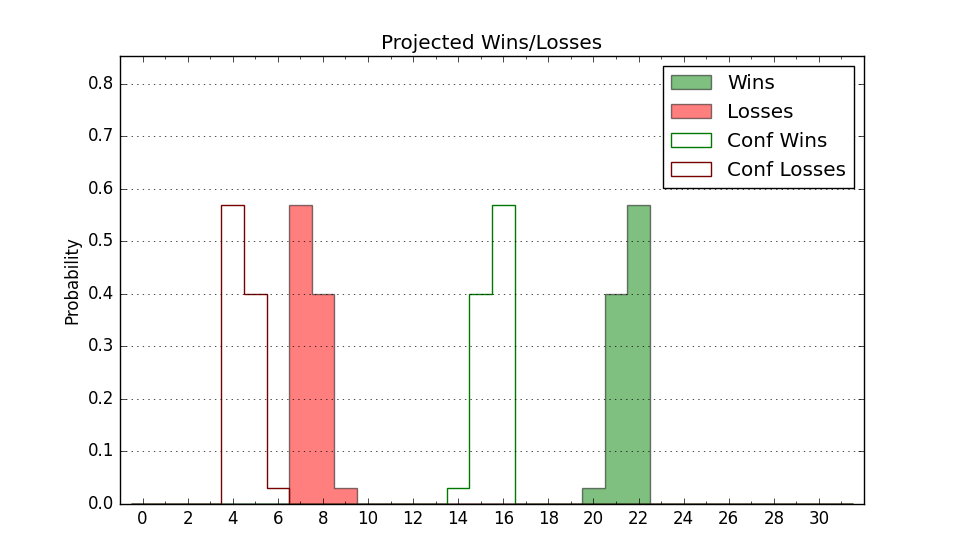 Projected Wins/Losses
Probability
0.8
0.7
0.6
0.5
0.4
0.3
0.2
0.1
0.0
Wins
Losses
Conf Wins
Conf Losses
0 2 4 6 8 10 12 14 16 18 20 22 24 26 28 30